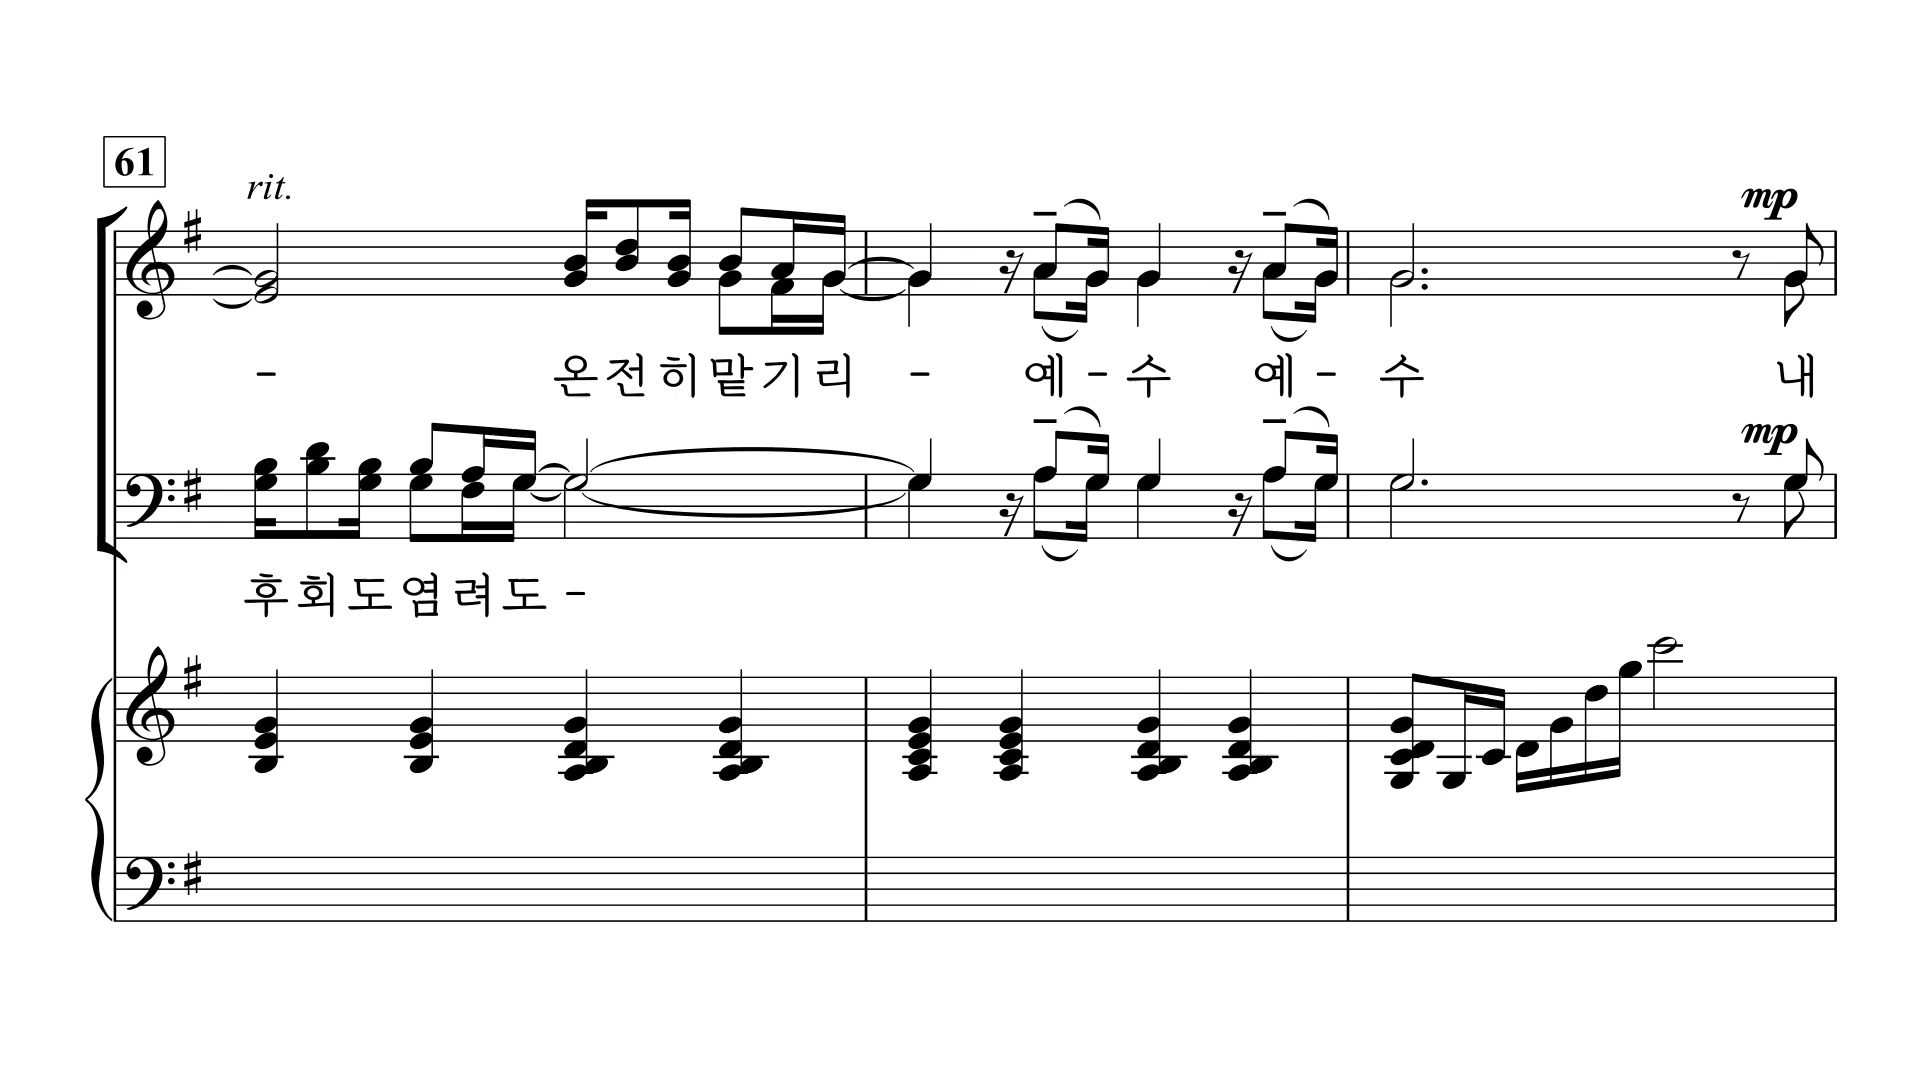 61
rit.
mp
- 온전히맡기리 - 예-수 예-수 내
mp
후회도염려도-